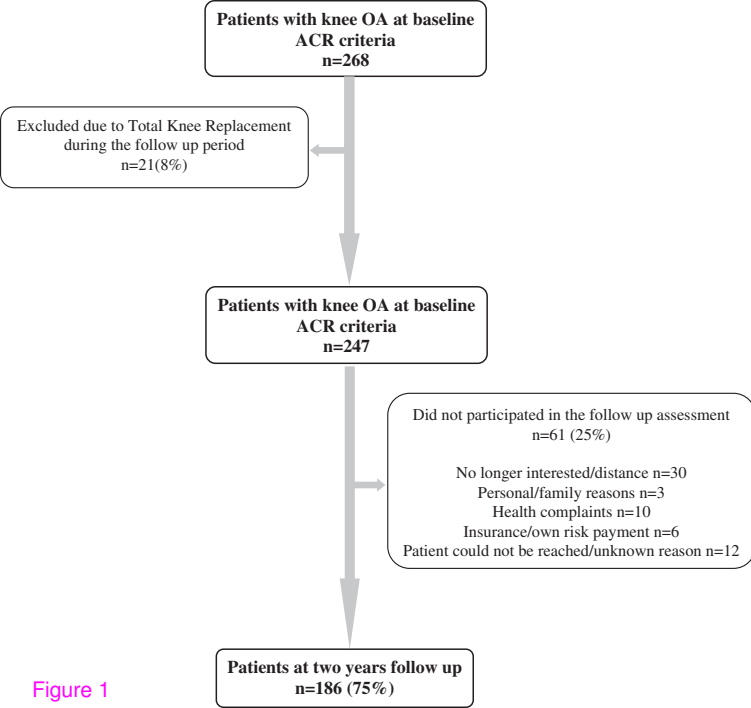 Patients with knee OA at baseline
ACR criteria
n=268
Excluded due to Total Knee Replacement
during the follow up period
n=21(8%)
Patients with knee OA at baseline
ACR criteria
n=247
Did not participated in the follow up assessment
n=61 (25%)
No longer interested/distance n=30
Personal/family reasons n=3
Health complaints n=10
Insurance/own risk payment n=6
Patient could not be reached/unknown reason n=12
Patients at two years follow up
n=186 (75%)
Figure 1